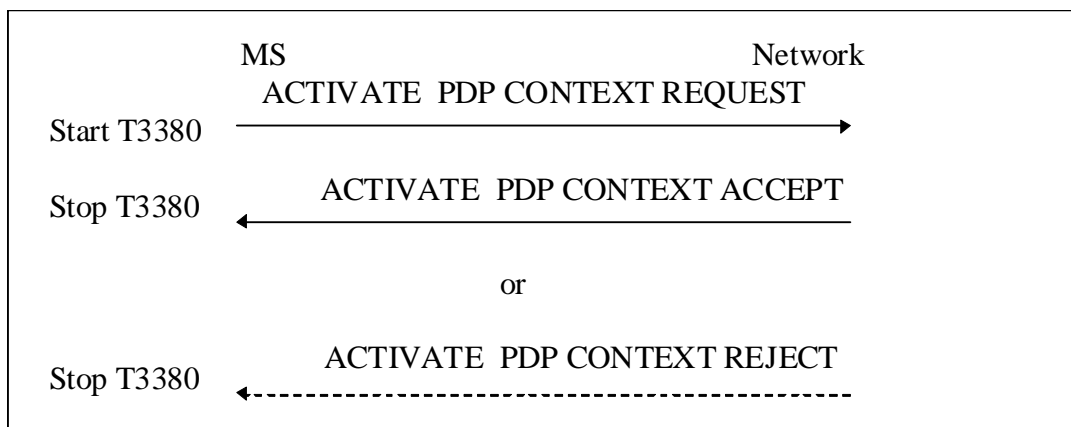 MS Network
ACTIVATE PDP CONTEXT REQUEST
Start T3380
ACTIVATE PDP CONTEXT ACCEPT
Stop T3380
or
ACTIVATE PDP CONTEXT REJECT
Stop T3380